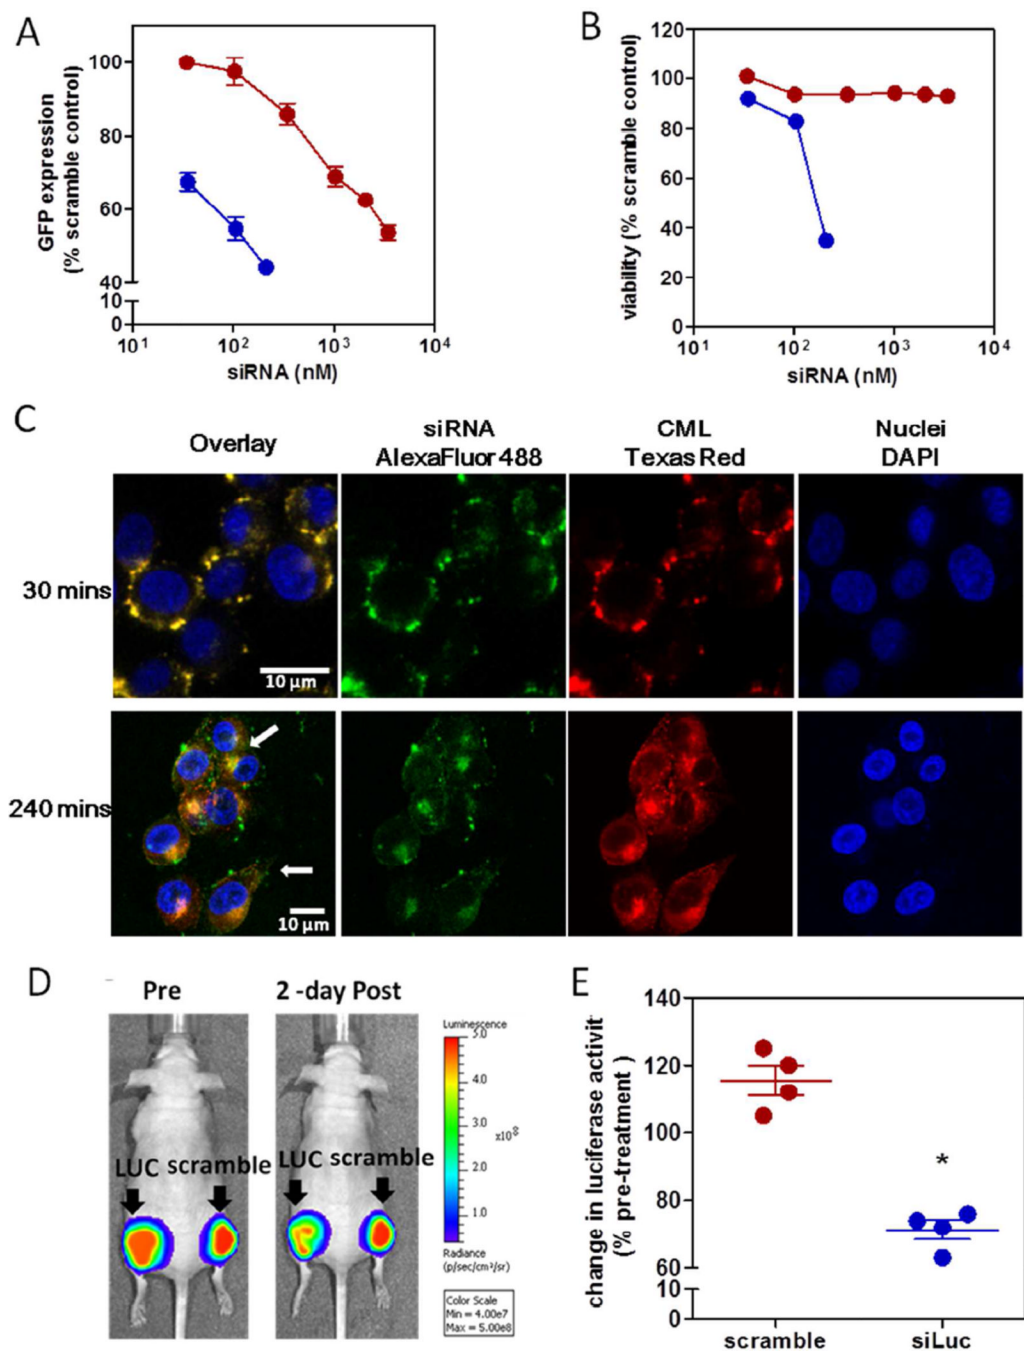 A
GFP expression
(% scramble control)
100
80
60
40
10
0
10¹ 10² 10³ 10⁴
siRNA (nM)
B
viability (% scramble control)
120
100
80
60
40
20
0
10¹ 10² 10³ 10⁴
siRNA (nM)
C
Overlay
siRNA
AlexaFluor 488
CML
Texas Red
Nuclei
DAPI
30 mins
10 µm
240 mins
10 µm
D
Pre
2 -day Post
LUC scramble
LUC scramble
Luminescence
5.0
4.0
3.0
x10⁸
2.0
1.0
Radiance
(p/sec/cm²/sr)
Color Scale
Min = 4.00e7
Max = 5.00e8
E
change in luciferase activit
(% pre-treatment )
140
120
100
80
60
10
0
*
scramble siLuc